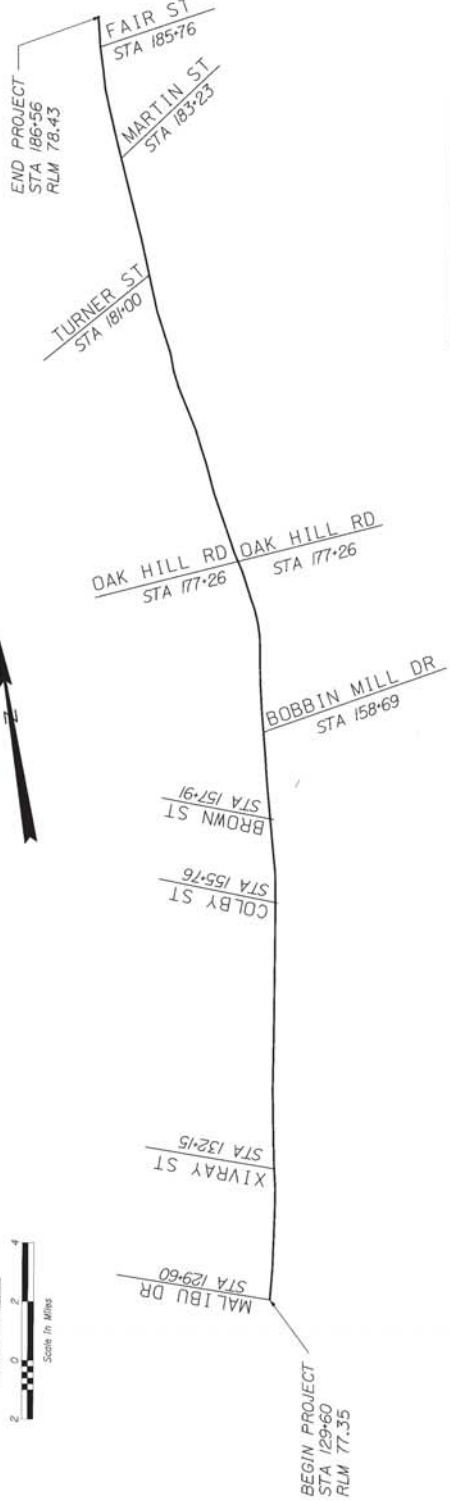 END PROJECT
STA 186+56
RLM 78.43
FAIR ST
STA 185+76
MARTIN ST
STA 183+23
TURNER ST
STA 181+00
OAK HILL RD
STA 177+26
OAK HILL RD
STA 177+26
BOBBIN MILL DR
STA 158+69
BROWN ST
STA 157+91
COLBY ST
STA 155+76
XIVRAY ST
STA 132+15
MALIBU DR
STA 129+60
BEGIN PROJECT
STA 129+60
RLM 77.35
N
2 0 2 4
Scale In Miles